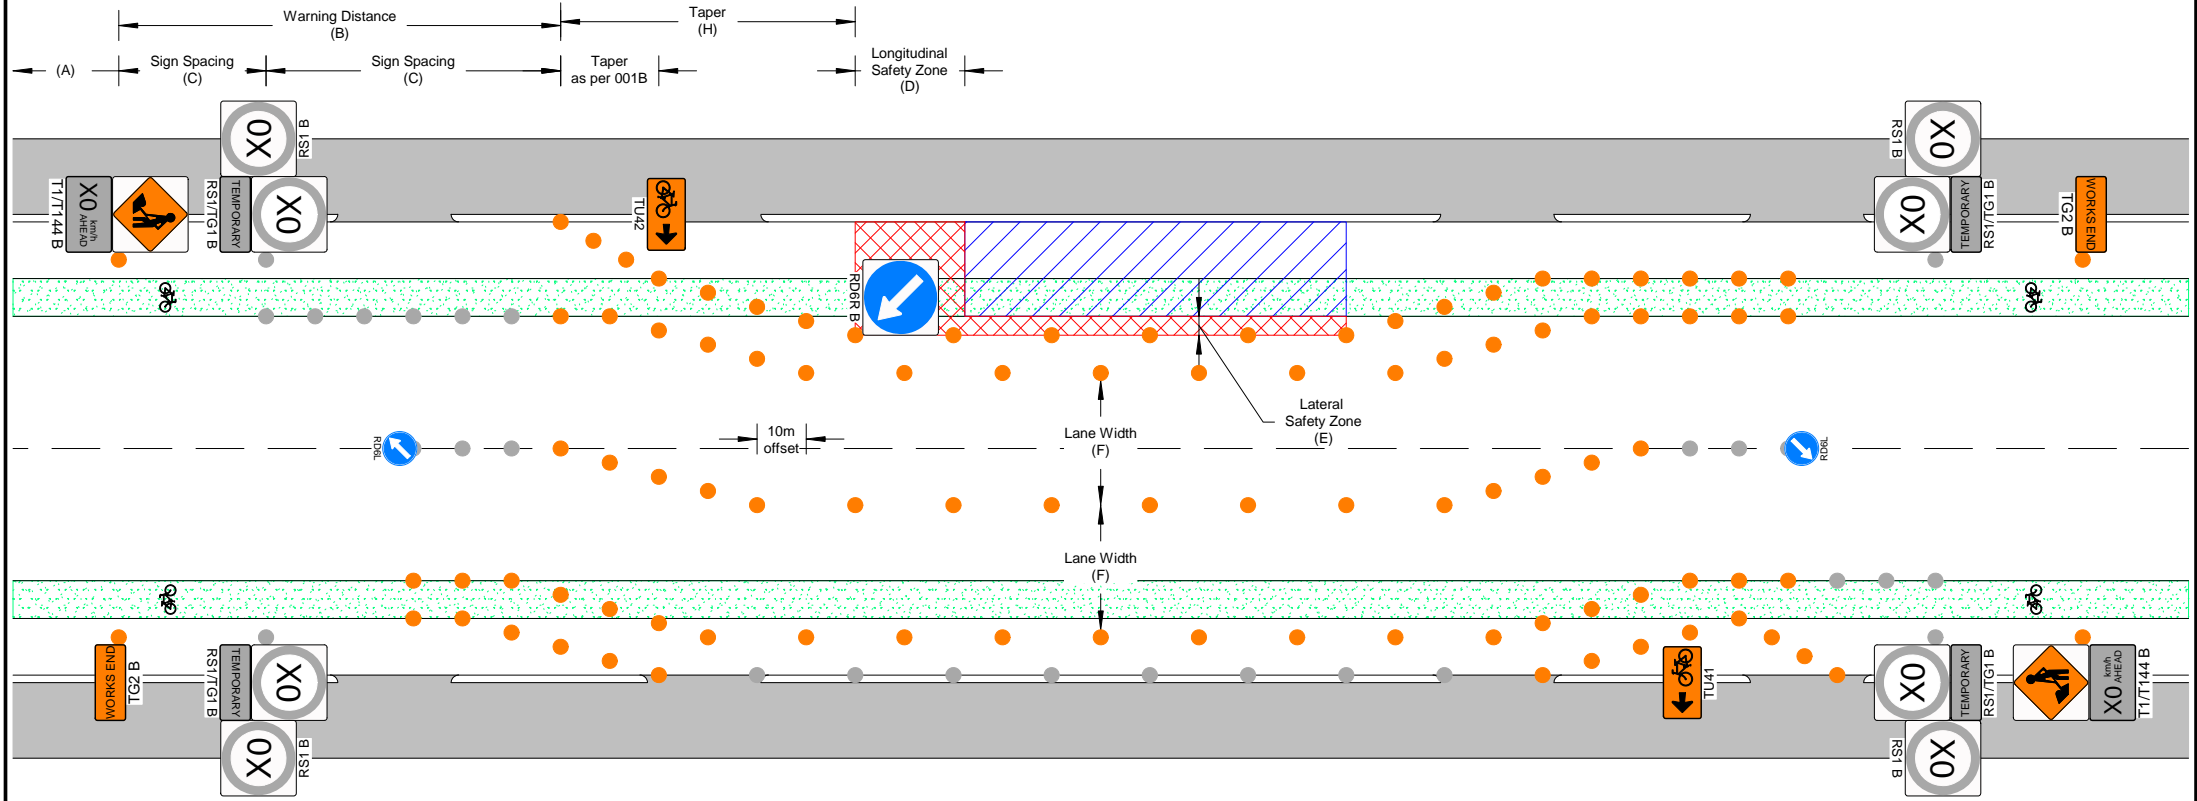 Warning Distance
(B)
Taper
(H)
(A)
Sign Spacing
(C)
Sign Spacing
(C)
Taper
as per 001B
Longitudinal
Safety Zone
(D)
X0
RS1 B
X0
RS1 B
X0 km/h
AHEAD
T1/T144 B
TEMPORARY
X0
RS1/TG1 B
TU42
X0
TEMPORARY
RS1/TG1 B
WORKS END
TG2 B
RD6R B
Lateral
Safety Zone
(E)
10m
offset
Lane Width
(F)
RD6L
RD6L
Lane Width
(F)
WORKS END
TG2 B
TEMPORARY
X0
RS1/TG1 B
TU41
X0
TEMPORARY
RS1/TG1 B
X0 km/h
AHEAD
T1/T144 B
X0
RS1 B
X0
RS1 B